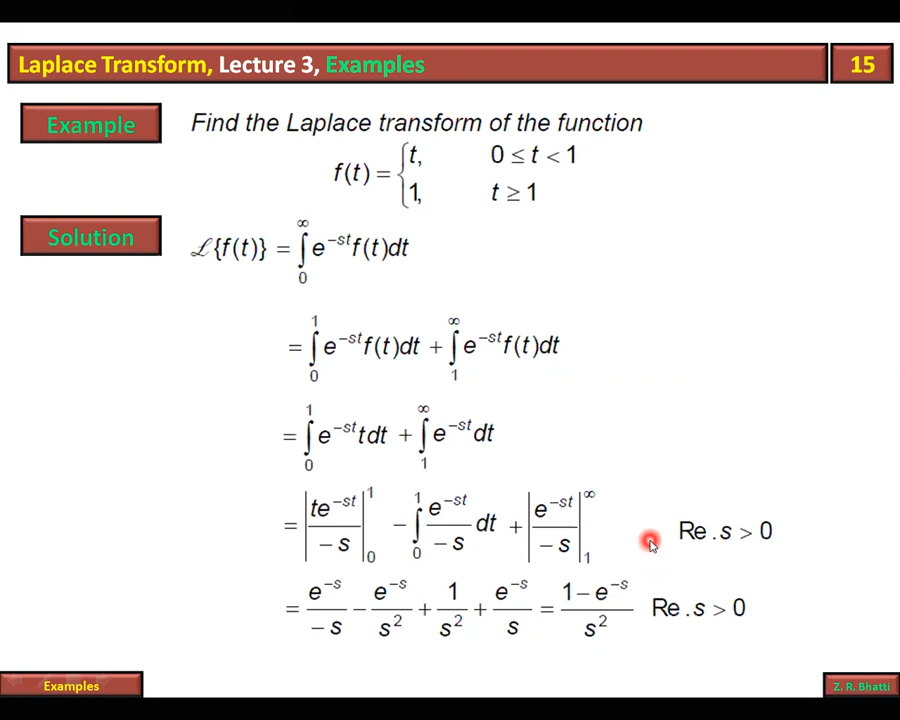 Laplace Transform, Lecture 3, Examples 15
Example Find the Laplace transform of the function
f(t) = { t, 0 ≤ t < 1
1, t ≥ 1
Solution ℒ{f(t)} = ∫₀^∞ e^{-st} f(t)dt
= ∫₀^1 e^{-st} f(t)dt + ∫₁^∞ e^{-st} f(t)dt
= ∫₀^1 e^{-st} tdt + ∫₁^∞ e^{-st} dt
= |te^{-st}/-s|₀^1 - ∫₀^1 e^{-st}/-s dt + |e^{-st}/-s|₁^∞ Re.s > 0
= e^{-s}/-s - e^{-s}/s² + 1/s² + e^{-s}/s = 1-e^{-s}/s² Re.s > 0
Examples Z. R. Bhatti